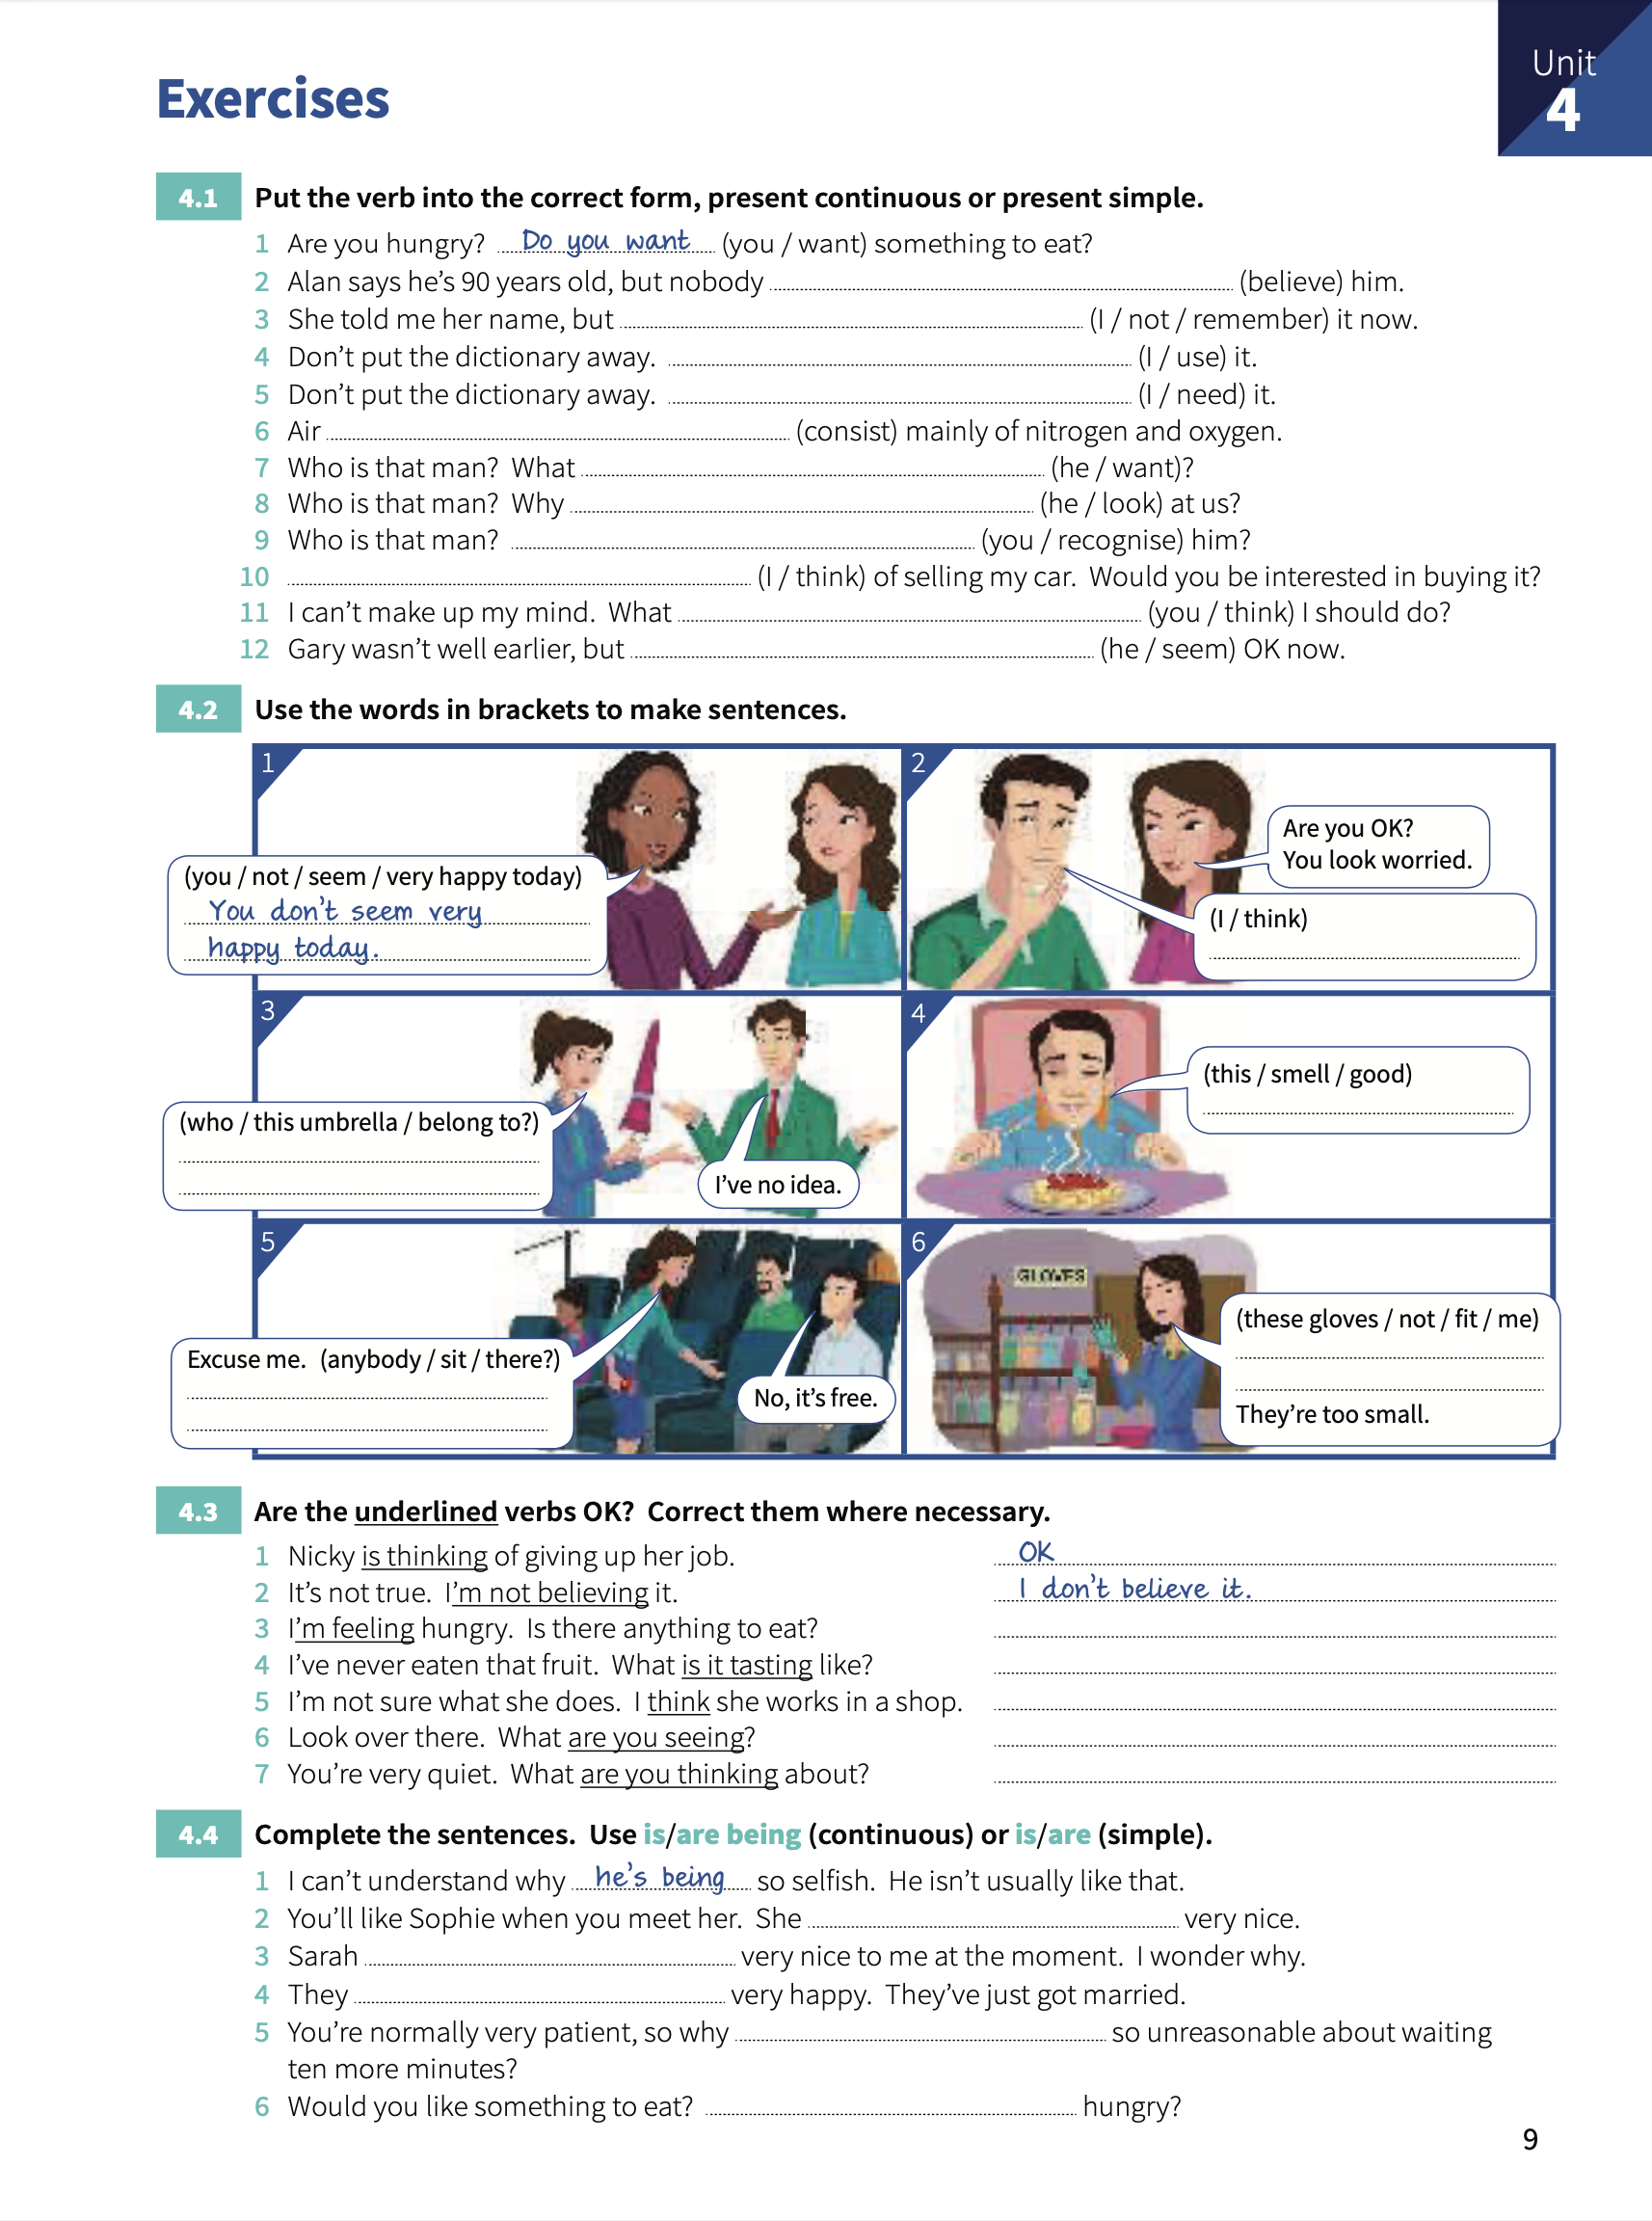 Unit
4
Exercises
4.1 Put the verb into the correct form, present continuous or present simple.
1 Are you hungry? Do you want (you / want) something to eat?
2 Alan says he’s 90 years old, but nobody (believe) him.
3 She told me her name, but (I / not / remember) it now.
4 Don’t put the dictionary away. (I / use) it.
5 Don’t put the dictionary away. (I / need) it.
6 Air (consist) mainly of nitrogen and oxygen.
7 Who is that man? What (he / want)?
8 Who is that man? Why (he / look) at us?
9 Who is that man? (you / recognise) him?
10 (I / think) of selling my car. Would you be interested in buying it?
11 I can’t make up my mind. What (you / think) I should do?
12 Gary wasn’t well earlier, but (he / seem) OK now.
4.2 Use the words in brackets to make sentences.
1
(you / not / seem / very happy today)
You don’t seem very
happy today.
2
Are you OK?
You look worried.
(I / think)
3
(who / this umbrella / belong to?)
I’ve no idea.
4
(this / smell / good)
5
Excuse me. (anybody / sit / there?)
No, it’s free.
6
GLOVES
(these gloves / not / fit / me)
They’re too small.
4.3 Are the underlined verbs OK? Correct them where necessary.
1 Nicky is thinking of giving up her job. OK
2 It’s not true. I’m not believing it. I don’t believe it.
3 I’m feeling hungry. Is there anything to eat?
4 I’ve never eaten that fruit. What is it tasting like?
5 I’m not sure what she does. I think she works in a shop.
6 Look over there. What are you seeing?
7 You’re very quiet. What are you thinking about?
4.4 Complete the sentences. Use is/are being (continuous) or is/are (simple).
1 I can’t understand why he’s being so selfish. He isn’t usually like that.
2 You’ll like Sophie when you meet her. She very nice.
3 Sarah very nice to me at the moment. I wonder why.
4 They very happy. They’ve just got married.
5 You’re normally very patient, so why so unreasonable about waiting
ten more minutes?
6 Would you like something to eat? hungry?
9